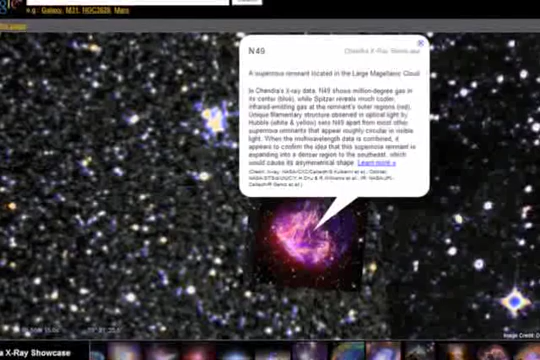 gle
e.g.: Galaxy, M31, NGC2828, Mars
N49
Chandra X-Ray Showcase
A supernova remnant located in the Large Magellanic Cloud
In Chandra's X-ray data, N49 shows million-degree gas in
its center (blue), while Spitzer reveals much cooler,
infrared-emitting gas at the remnant's outer regions (red).
Unique filamentary structure observed in optical light by
Hubble (white & yellow) sets N49 apart from most other
supernova remnants that appear roughly circular in visible
light. When the multiwavelength data is combined, it
appears to confirm the idea that this supernova remnant is
expanding into a denser region to the southeast, which
would cause its asymmetrical shape. Learn more »
Image Credit: D
a X-Ray Showcase